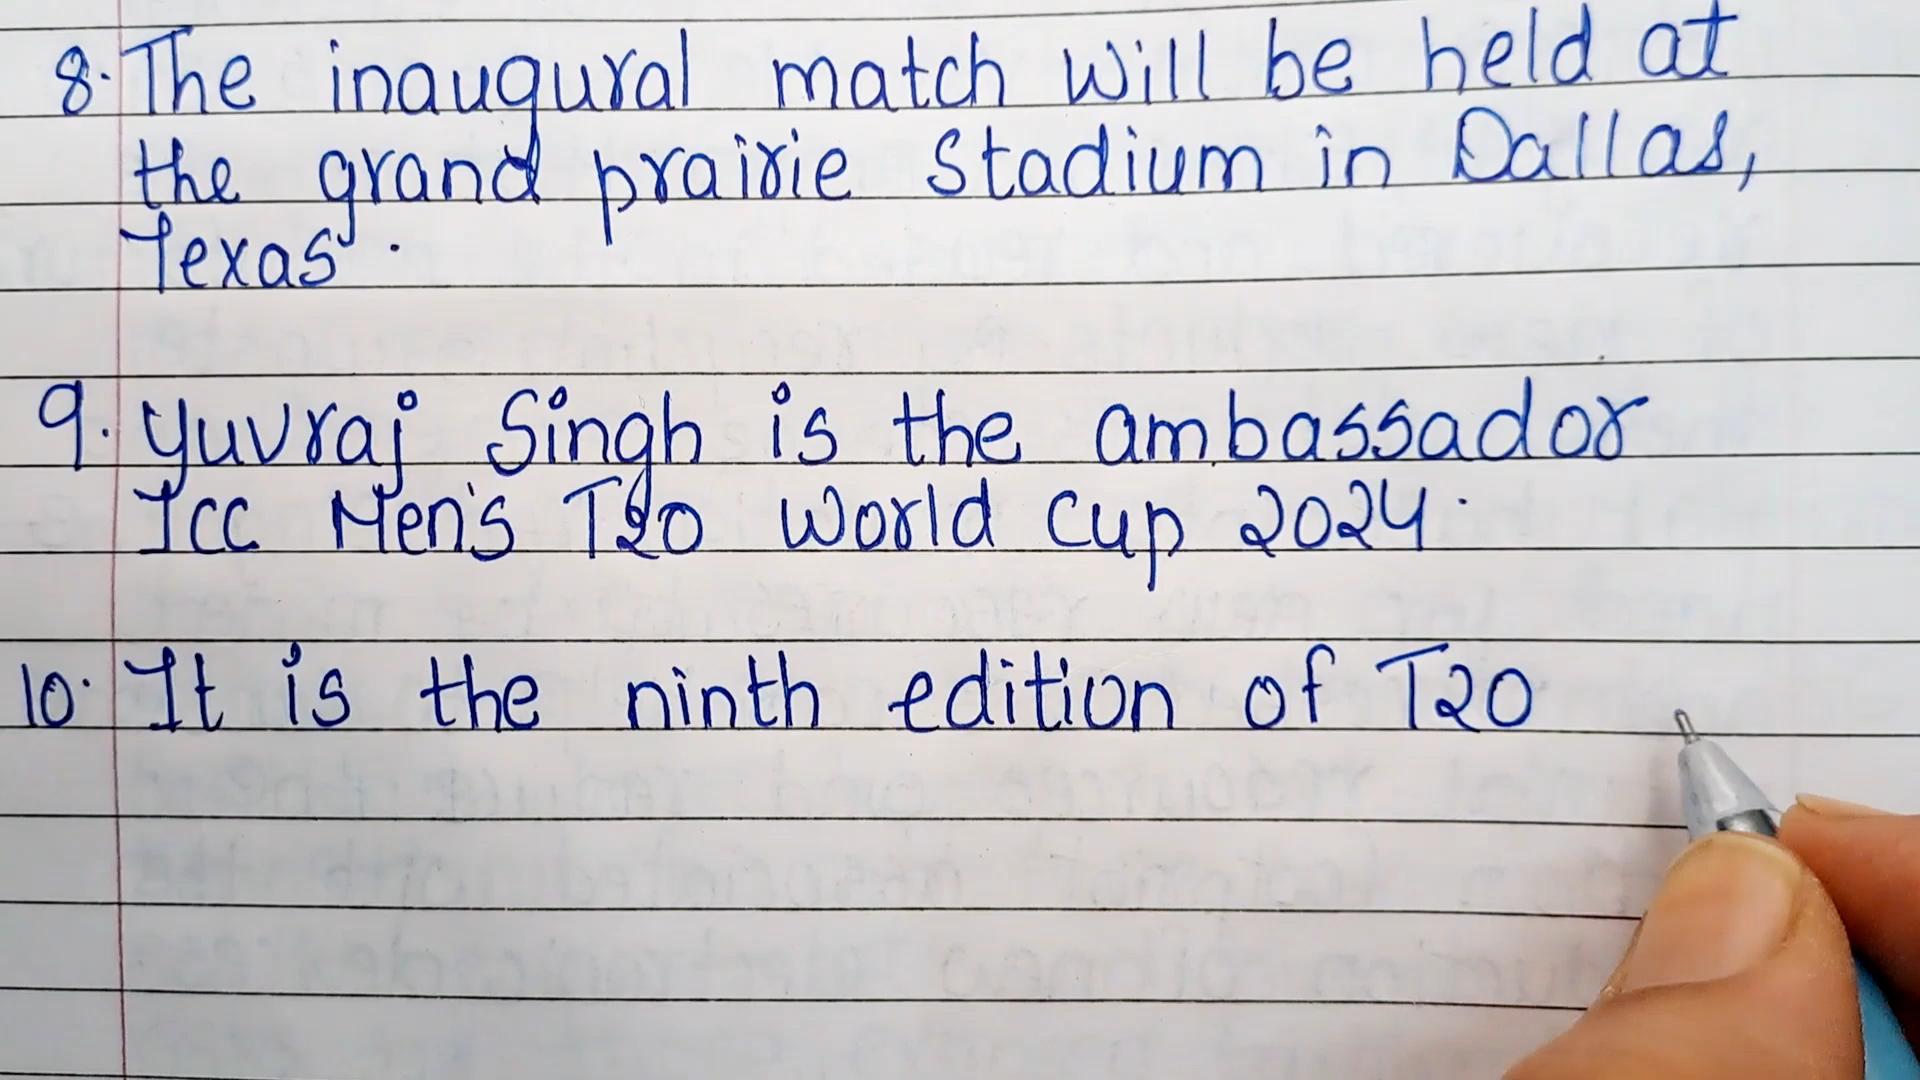 8. The inaugural match will be held at
the grand prairie Stadium in Dallas,
Texas.
9. Yuvraj Singh is the ambassador
Icc Men's T20 World Cup 2024.
10. It is the ninth edition of T20